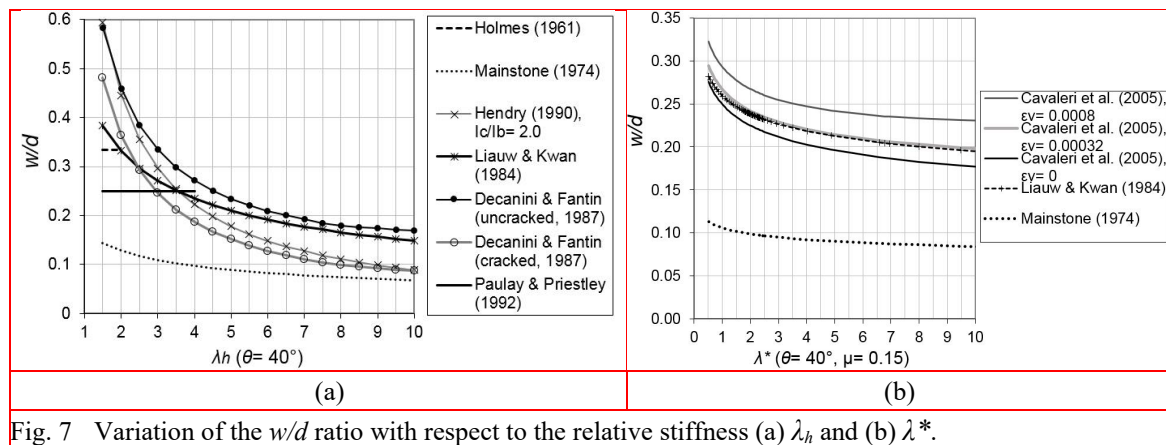 0.6
0.5
0.4
0.3
0.2
0.1
0
w/d
1 2 3 4 5 6 7 8 9 10
λh (θ= 40°)
Holmes (1961)
Mainstone (1974)
Hendry (1990),
Ic/Ib= 2.0
Liauw & Kwan
(1984)
Decanini & Fantin
(uncracked, 1987)
Decanini & Fantin
(cracked, 1987)
Paulay & Priestley
(1992)
0.35
0.30
0.25
0.20
0.15
0.10
0.05
0.00
w/d
0 1 2 3 4 5 6 7 8 9 10
λ* (θ= 40°, μ= 0.15)
Cavaleri et al. (2005),
εv= 0.0008
Cavaleri et al. (2005),
εv= 0.00032
Cavaleri et al. (2005),
εv= 0
Liauw & Kwan (1984)
Mainstone (1974)
(a)
(b)
Fig. 7 Variation of the w/d ratio with respect to the relative stiffness (a) λh and (b) λ*.